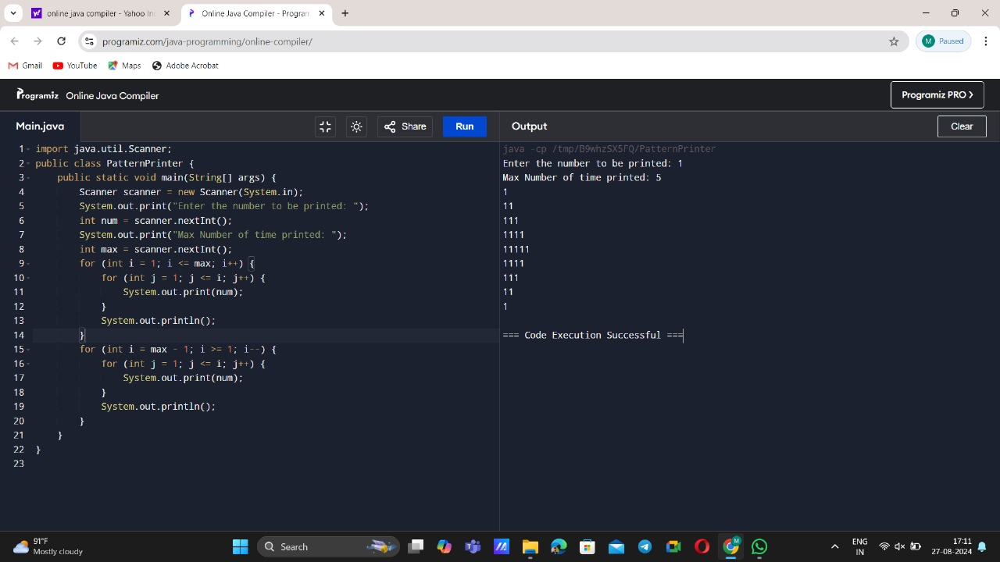 online java compiler - Yahoo In
Online Java Compiler - Program
programiz.com/java-programming/online-compiler/
M
Paused
Gmail
YouTube
Maps
Adobe Acrobat
Programiz
Online Java Compiler
Programiz PRO >
Main.java
Share
Run
Output
Clear
1 import java.util.Scanner;
2 public class PatternPrinter {
3 public static void main(String[] args) {
4 Scanner scanner = new Scanner(System.in);
5 System.out.print("Enter the number to be printed: ");
6 int num = scanner.nextInt();
7 System.out.print("Max Number of time printed: ");
8 int max = scanner.nextInt();
9 for (int i = 1; i <= max; i++) {
10 for (int j = 1; j <= i; j++) {
11 System.out.print(num);
12 }
13 System.out.println();
14 }
15 for (int i = max - 1; i >= 1; i--) {
16 for (int j = 1; j <= i; j++) {
17 System.out.print(num);
18 }
19 System.out.println();
20 }
21 }
22 }
23
java -cp /tmp/B9whzSX5FQ/PatternPrinter
Enter the number to be printed: 1
Max Number of time printed: 5
1
11
111
1111
11111
1111
111
11
1
=== Code Execution Successful ===
91°F
Mostly cloudy
Search
ENG
IN
17:11
27-08-2024